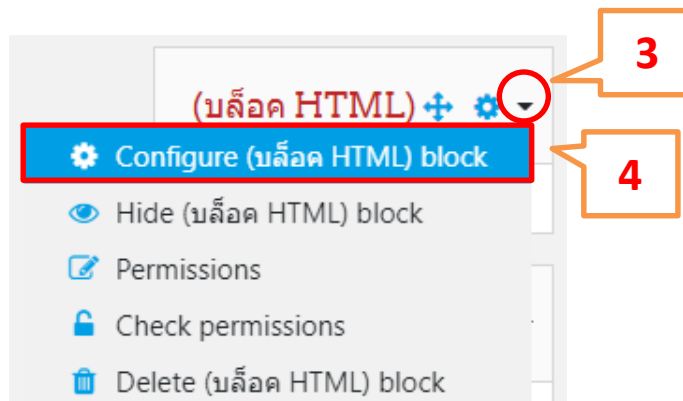 3
(บล็อค HTML)
Configure (บล็อค HTML) block
4
Hide (บล็อค HTML) block
Permissions
Check permissions
Delete (บล็อค HTML) block